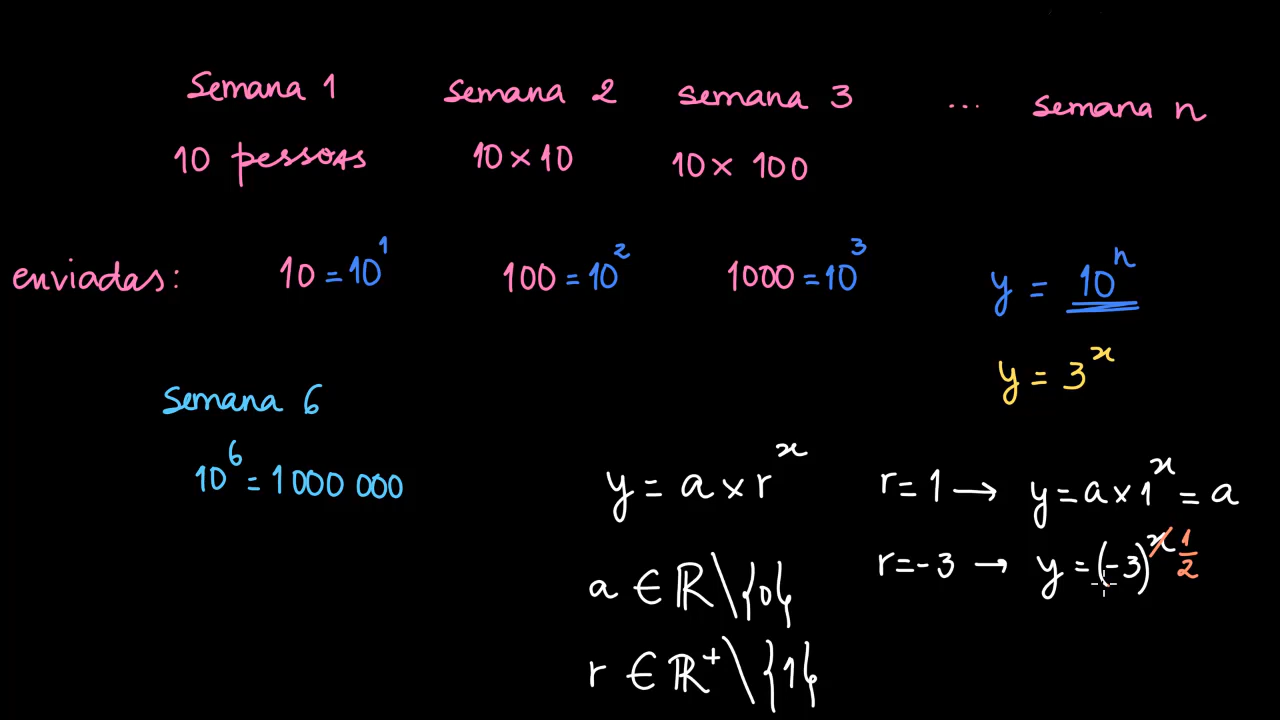 Semana 1 semana 2 semana 3 ... semana n
10 pessoas 10 × 10 10 × 100
enviadas: 10 = 10¹ 100 = 10² 1000 = 10³ y = 10ⁿ
y = 3ˣ
Semana 6
10⁶ = 1 000 000
y = a × rˣ r = 1 → y = a × 1ˣ = a
r = -3 → y = (-3)ˣ 1/2
a ∈ ℝ \ {0}
r ∈ ℝ⁺ \ {1}